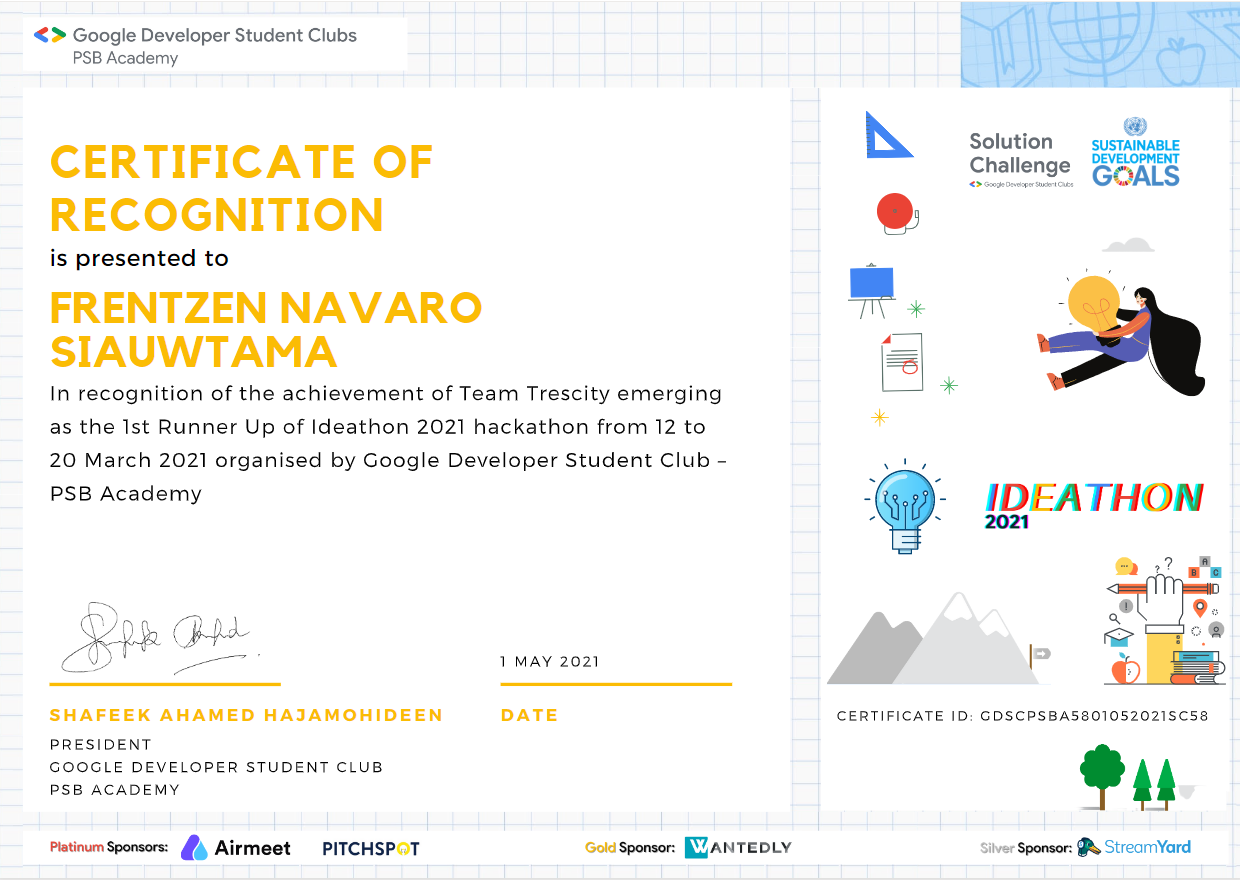 Google Developer Student Clubs
PSB Academy
CERTIFICATE OF
RECOGNITION
is presented to
FRENTZEN NAVARO
SIAUWTAMA
In recognition of the achievement of Team Trescity emerging
as the 1st Runner Up of Ideathon 2021 hackathon from 12 to
20 March 2021 organised by Google Developer Student Club –
PSB Academy
1 MAY 2021
SHAFEEK AHAMED HAJAMOHIDEEN
DATE
PRESIDENT
GOOGLE DEVELOPER STUDENT CLUB
PSB ACADEMY
Solution
Challenge
Google Developer Student Clubs
SUSTAINABLE
DEVELOPMENT
GOALS
IDEATHON
2021
A
B C
CERTIFICATE ID: GDSCPSBA5801052021SC58
Platinum Sponsors: Airmeet PITCHSPOT Gold Sponsor: WANTEDLY Silver Sponsor: StreamYard